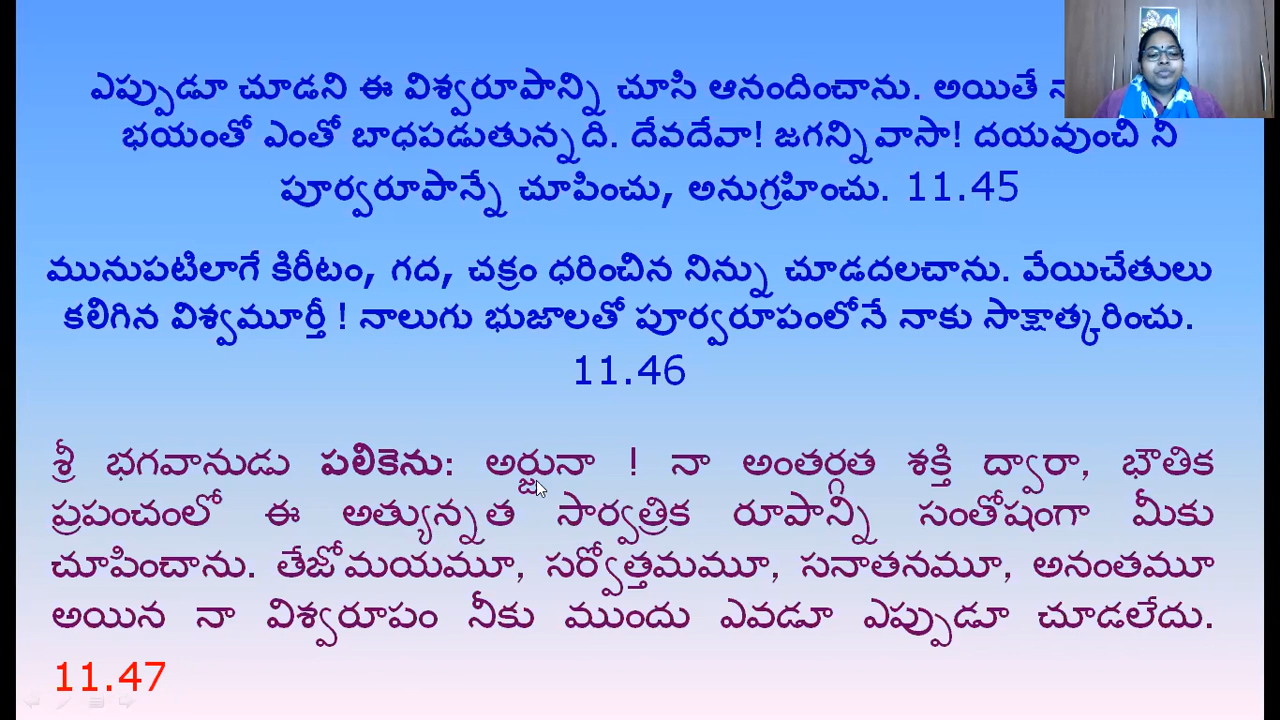 ఎప్పుడూ చూడని ఈ విశ్వరూపాన్ని చూసి ఆనందించాను. అయితే
భయంతో ఎంతో బాధపడుతున్నది. దేవదేవా! జగన్నివాసా! దయవుంచి నీ
పూర్వరూపాన్నే చూపించు, అనుగ్రహించు. 11.45
మునుపటిలాగే కిరీటం, గద, చక్రం ధరించిన నిన్ను చూడదలచాను. వేయిచేతులు
కలిగిన విశ్వమూర్తీ ! నాలుగు భుజాలతో పూర్వరూపంలోనే నాకు సాక్షాత్కరించు.
11.46
శ్రీ భగవానుడు పలికెను: అర్జునా ! నా అంతర్గత శక్తి ద్వారా, భౌతిక
ప్రపంచంలో ఈ అత్యున్నత సార్వత్రిక రూపాన్ని సంతోషంగా మీకు
చూపించాను. తేజోమయమూ, సర్వోత్తమమూ, సనాతనమూ, అనంతమూ
అయిన నా విశ్వరూపం నీకు ముందు ఎవడూ ఎప్పుడూ చూడలేదు.
11.47